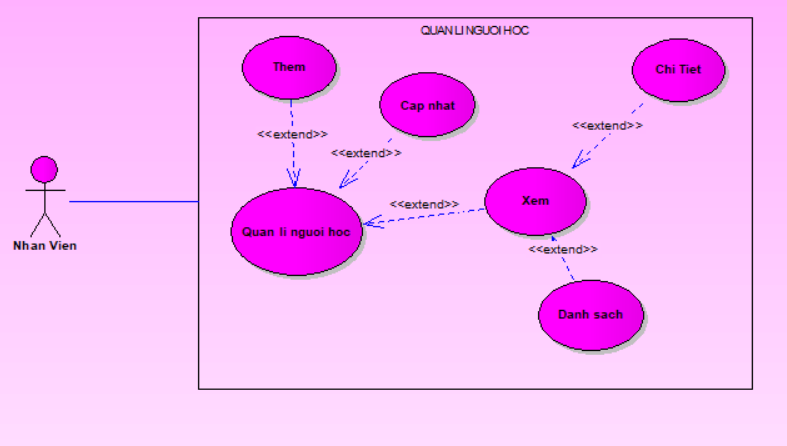 QUAN LI NGUOI HOC
Them
Chi Tiet
Cap nhat
<<extend>>
<<extend>>
<<extend>>
Nhan Vien
Quan li nguoi hoc
<<extend>>
Xem
<<extend>>
Danh sach